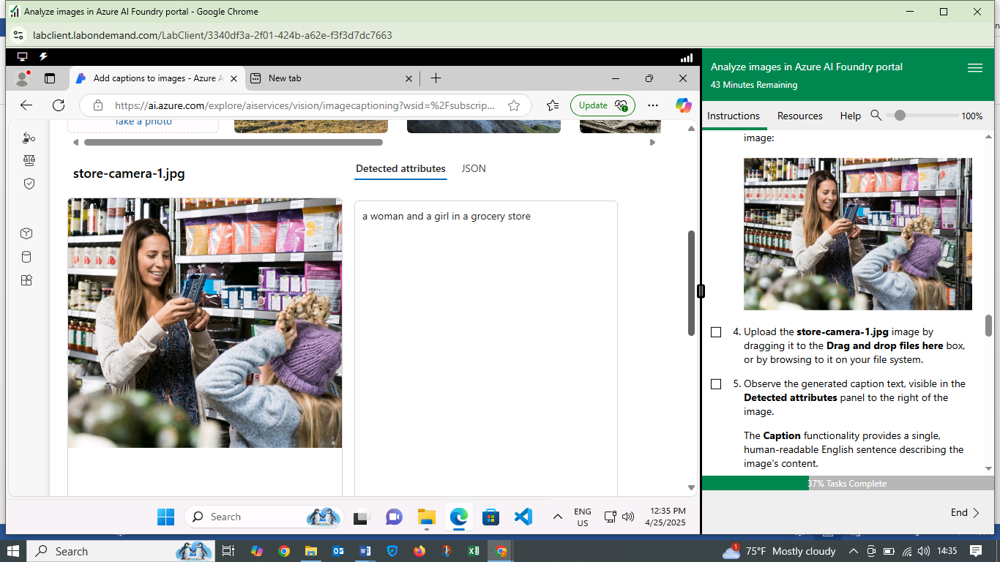 Analyze images in Azure AI Foundry portal - Google Chrome
labclient.labondemand.com/LabClient/3340df3a-2f01-424b-a62e-f3f3d7dc7663
Add captions to images - Azure A
New tab
https://ai.azure.com/explore/aiservices/vision/imagecaptioning?wsid=%2Fsubscrip...
Update
Take a photo
store-camera-1.jpg
Detected attributes
JSON
a woman and a girl in a grocery store
Search
ENG
US
12:35 PM
4/25/2025
Analyze images in Azure AI Foundry portal
43 Minutes Remaining
Instructions
Resources
Help
100%
image:
4. Upload the store-camera-1.jpg image by
dragging it to the Drag and drop files here box,
or by browsing to it on your file system.
5. Observe the generated caption text, visible in the
Detected attributes panel to the right of the
image.
The Caption functionality provides a single,
human-readable English sentence describing the
image's content.
37% Tasks Complete
End
Search
1
75°F Mostly cloudy
14:35